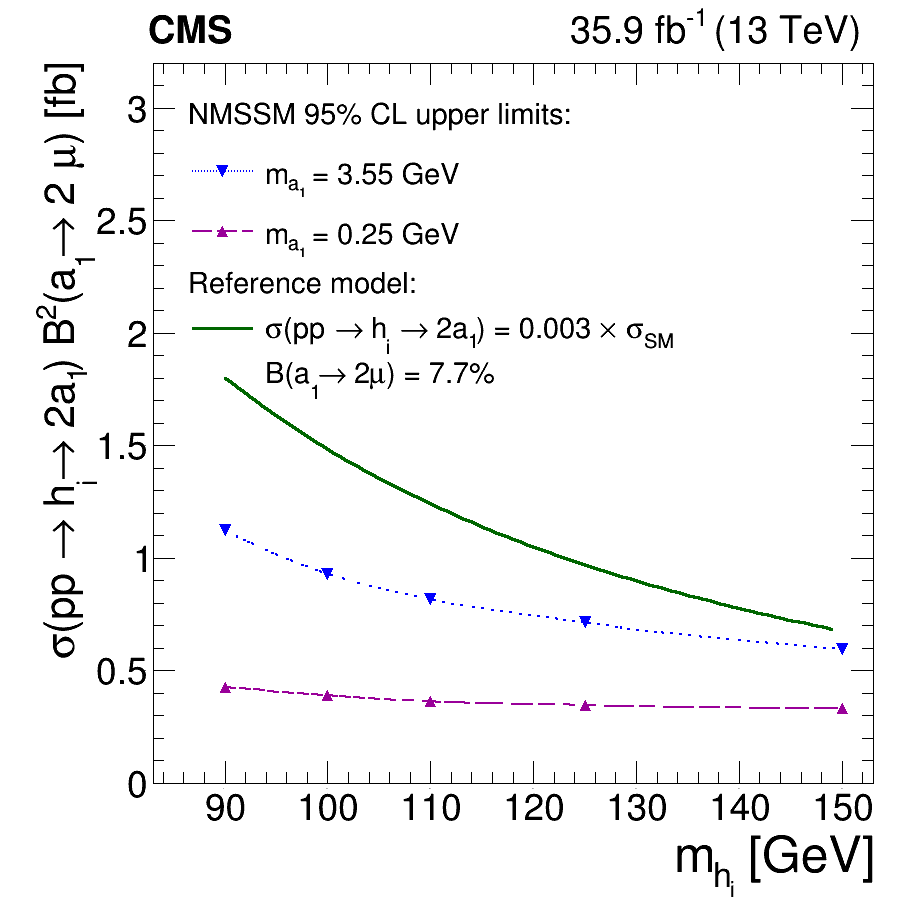 CMS 35.9 fb⁻¹ (13 TeV)
σ(pp → hᵢ → 2a₁) B²(a₁ → 2 μ) [fb]
3
2.5
2
1.5
1
0.5
0
NMSSM 95% CL upper limits:
mₐ₁ = 3.55 GeV
mₐ₁ = 0.25 GeV
Reference model:
σ(pp → hᵢ → 2a₁) = 0.003 × σSM
B(a₁ → 2μ) = 7.7%
90 100 110 120 130 140 150
mhᵢ [GeV]